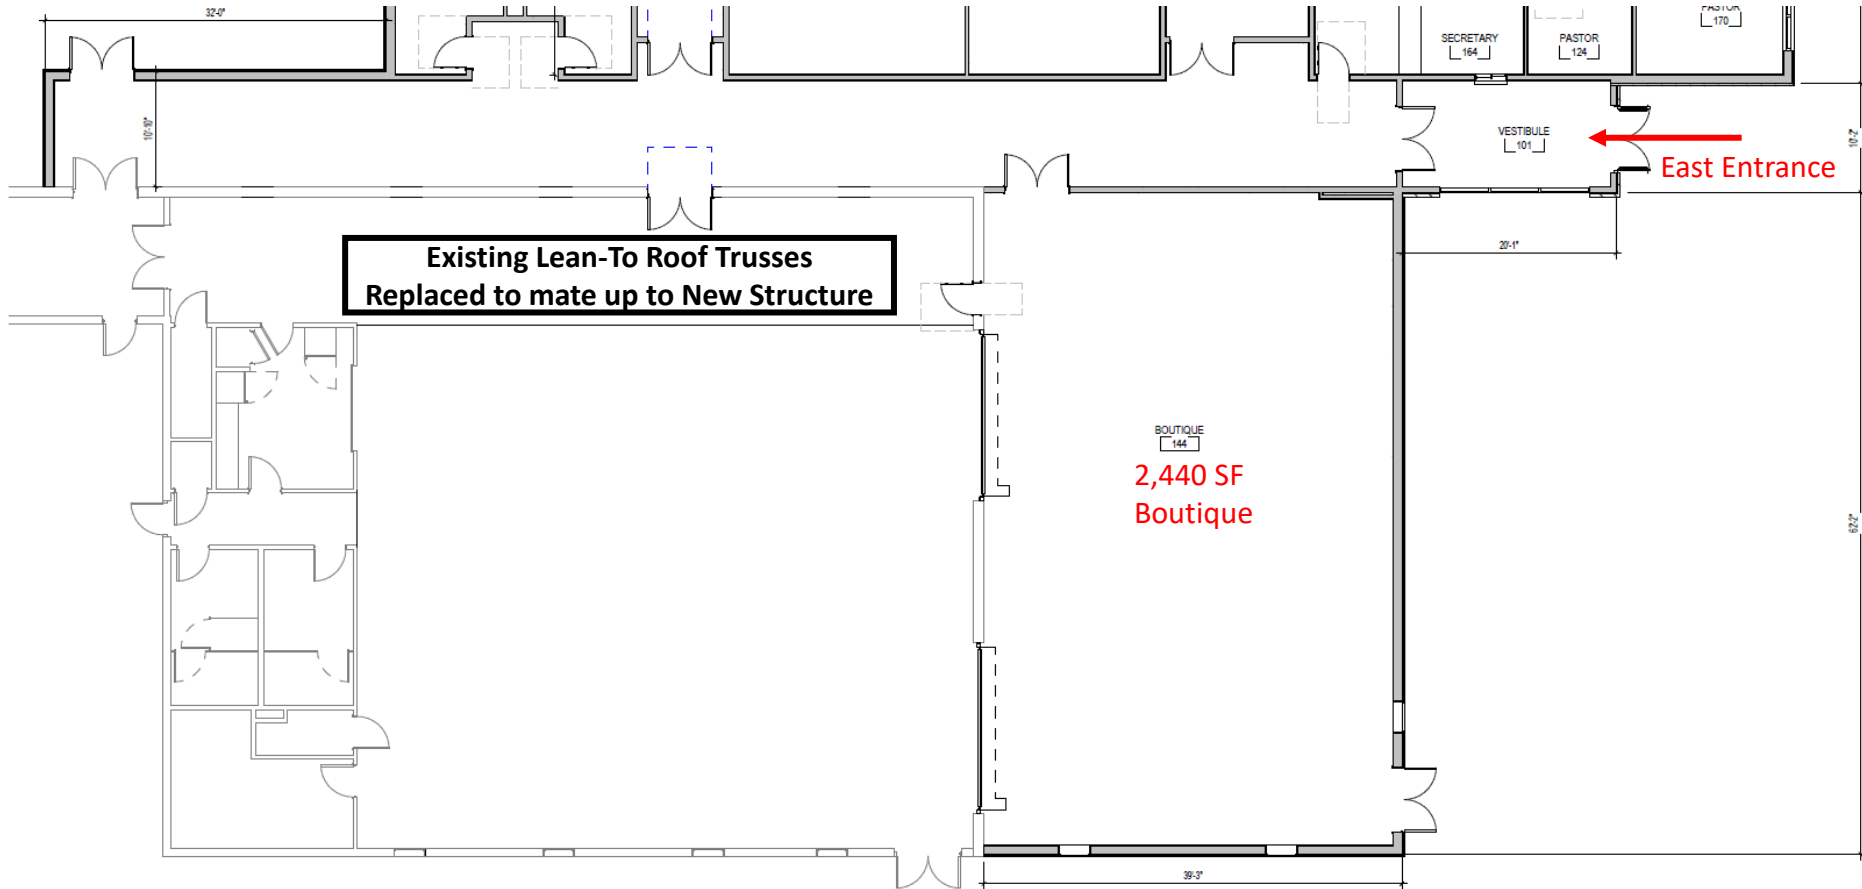 32'-0"
PASTOR
170
SECRETARY
164
PASTOR
124
10'-10"
VESTIBULE
101
10'-2"
East Entrance
20'-1"
Existing Lean-To Roof Trusses
Replaced to mate up to New Structure
BOUTIQUE
144
2,440 SF
Boutique
62'-2"
39'-3"